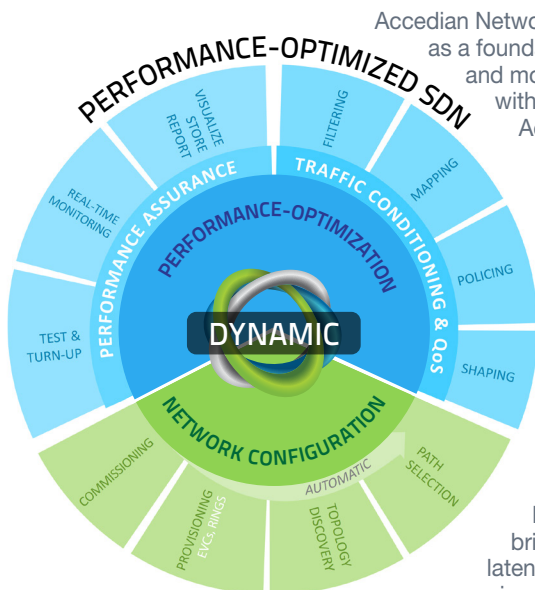 Accedian Netwo
as a found
and mo
with
PERFORMANCE-OPTIMIZED SDN
VISUALIZE
STORE
REPORT
FILTERING
REAL-TIME
MONITORING
MAPPING
PERFORMANCE ASSURANCE
TRAFFIC CONDITIONING & QoS
PERFORMANCE-OPTIMIZATION
POLICING
TEST &
TURN-UP
DYNAMIC
SHAPING
NETWORK CONFIGURATION
COMMISSIONING
AUTOMATIC
PATH
SELECTION
PROVISIONING
EVCs, RINGS
TOPOLOGY
DISCOVERY
bri
laten